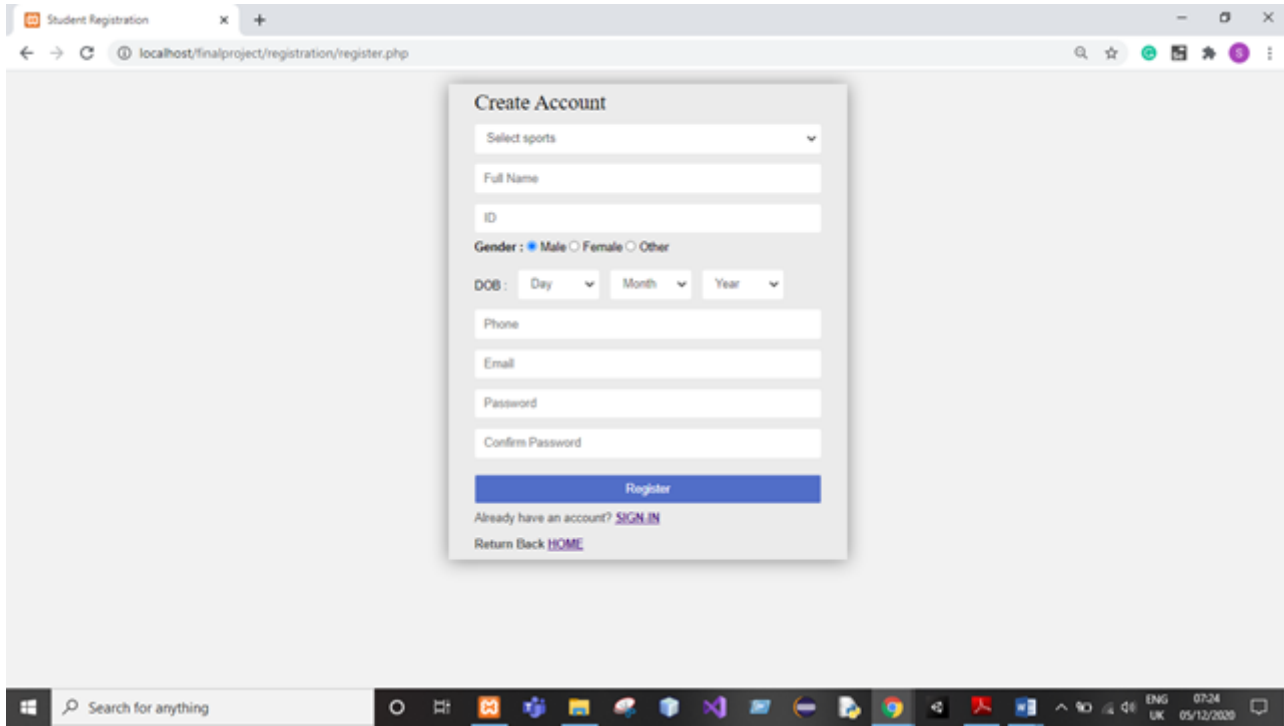 Student Registration
localhost/finalproject/registration/register.php
S
Create Account
Select sports
Full Name
ID
Gender : Male Female Other
DOB : Day Month Year
Phone
Email
Password
Confirm Password
Register
Already have an account? SIGN IN
Return Back HOME
Search for anything
ENG 07:24
UK 05/12/2020